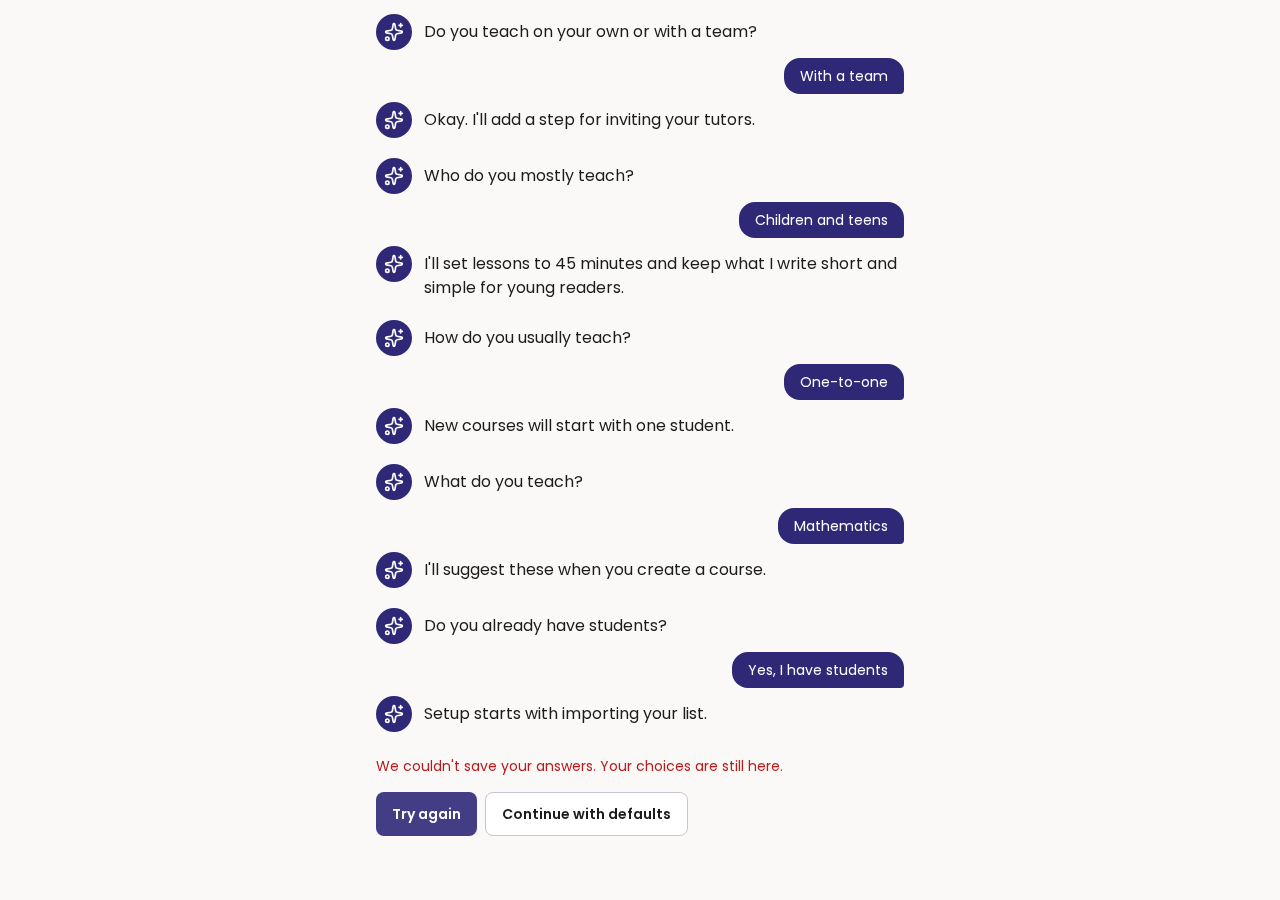 Do you teach on your own or with a team?
With a team
Okay. I'll add a step for inviting your tutors.
Who do you mostly teach?
Children and teens
I'll set lessons to 45 minutes and keep what I write short and
simple for young readers.
How do you usually teach?
One-to-one
New courses will start with one student.
What do you teach?
Mathematics
I'll suggest these when you create a course.
Do you already have students?
Yes, I have students
Setup starts with importing your list.
We couldn't save your answers. Your choices are still here.
Try again
Continue with defaults